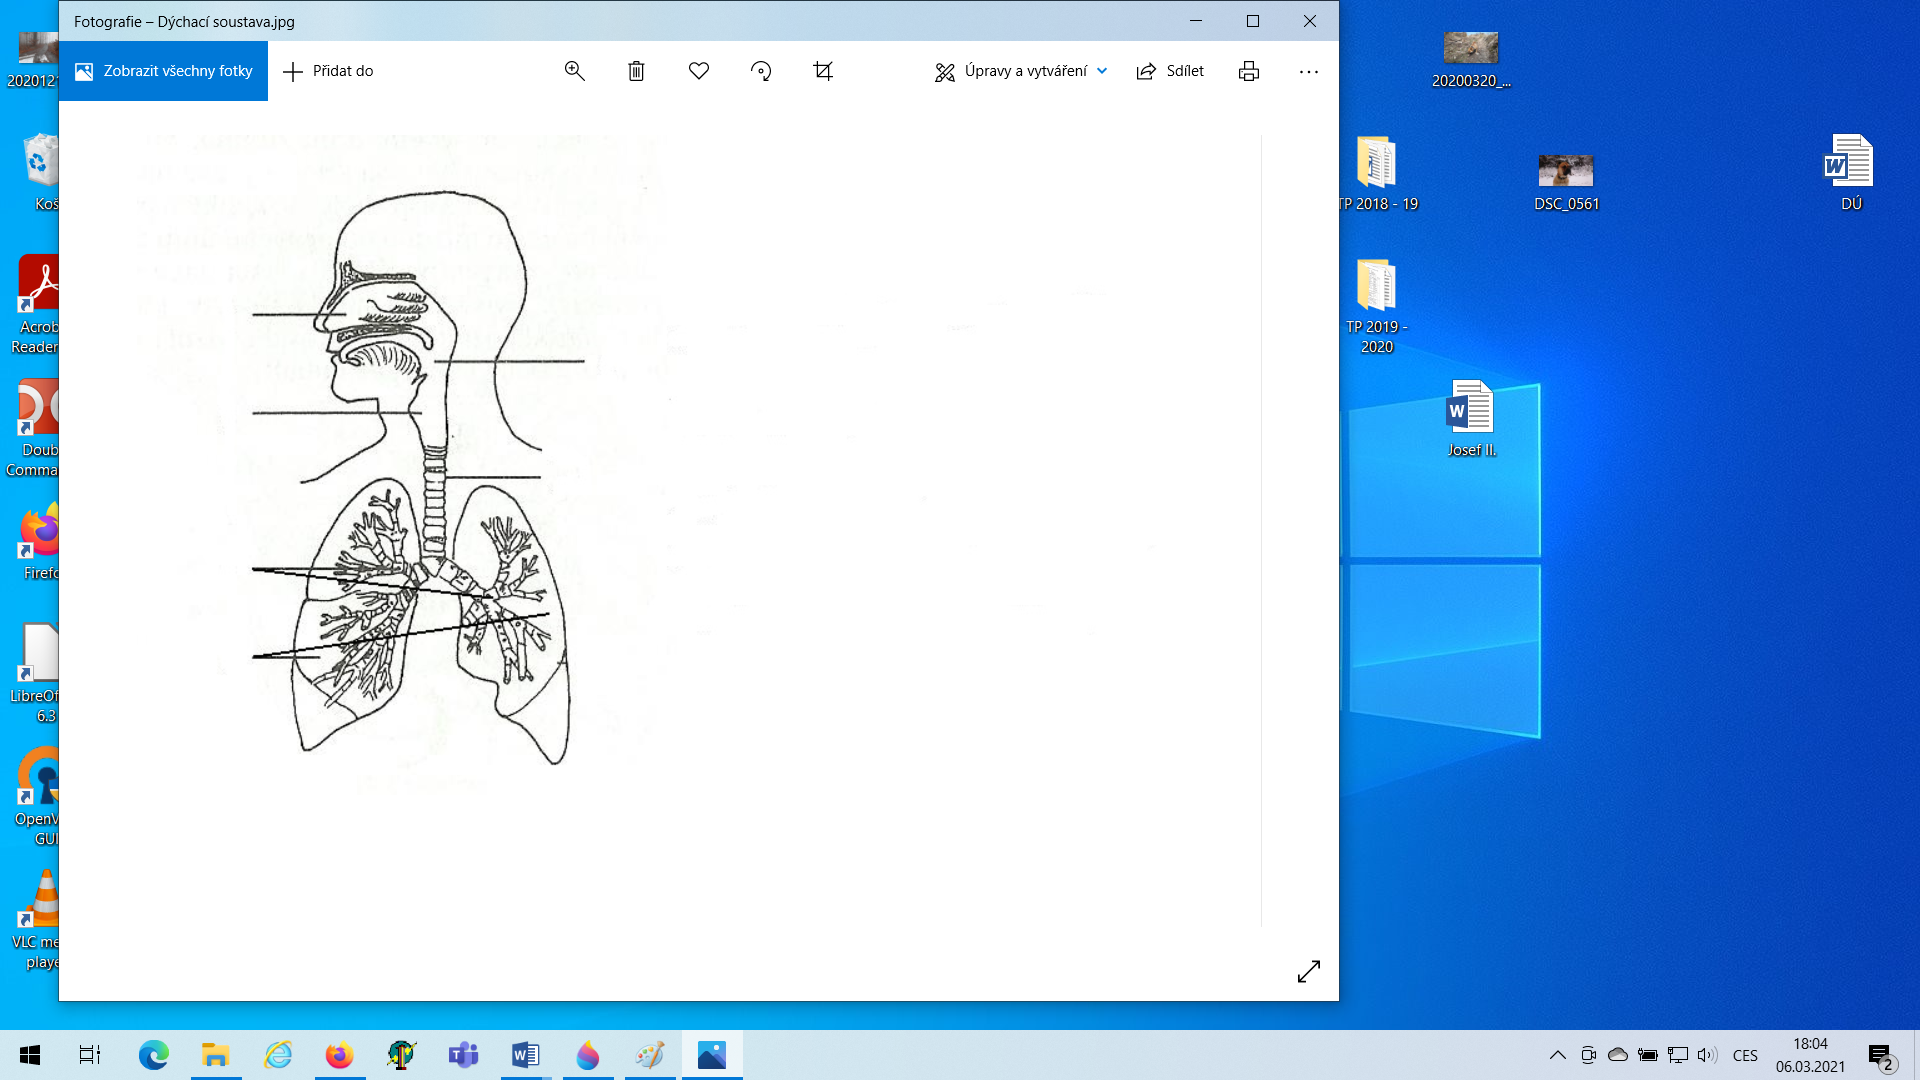 Fotografie – Dýchací soustava.jpg
Zobrazit všechny fotky
Přidat do
Úpravy a vytváření
Sdílet
Koš
OpenV
GUI
LibreOf
6.3
VLC me
playe
Firefo
Doub
Comma
Acrob
Reader
20200320_...
TP 2018 - 19
DSC_0561
DÚ
TP 2019 -
2020
Josef II.
CES
18:04
06.03.2021
2